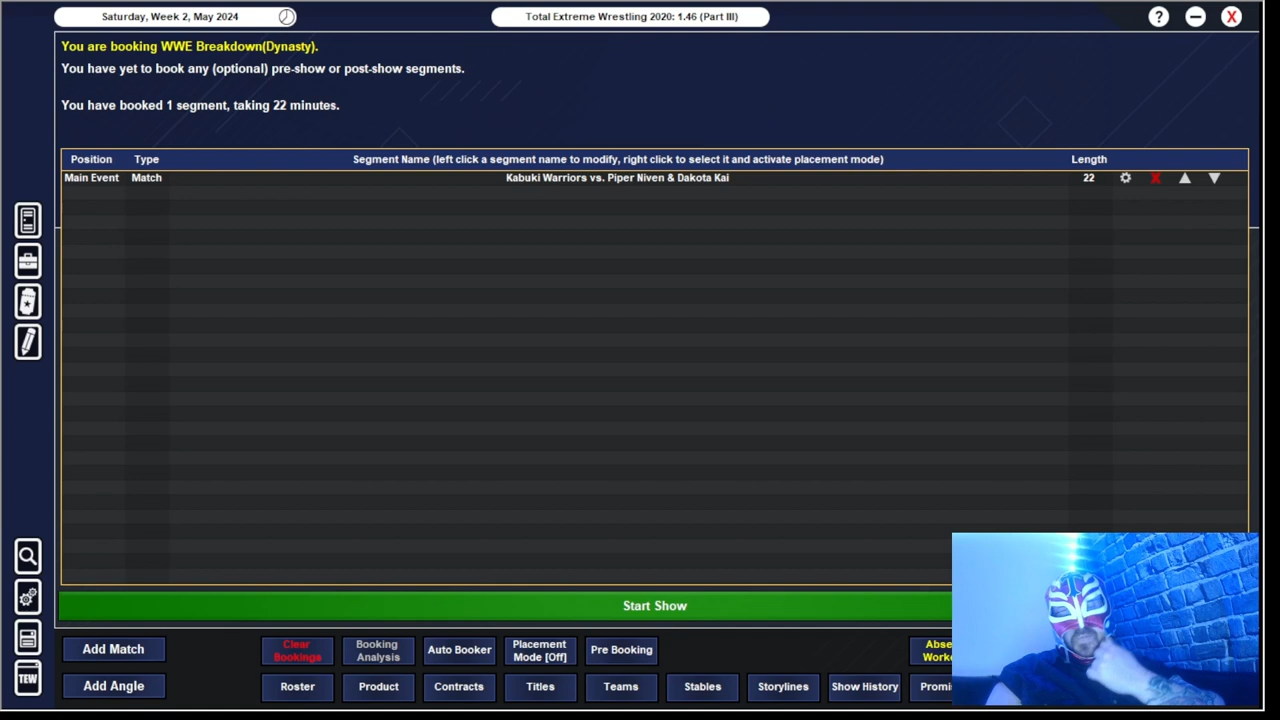 Saturday, Week 2, May 2024
Total Extreme Wrestling 2020: 1.46 (Part III)
?
X
You are booking WWE Breakdown(Dynasty).
You have yet to book any (optional) pre-show or post-show segments.
You have booked 1 segment, taking 22 minutes.
Position Type Segment Name (left click a segment name to modify, right click to select it and activate placement mode) Length
Main Event Match Kabuki Warriors vs. Piper Niven & Dakota Kai 22 X
Start Show
Add Match
Clear Bookings
Booking Analysis
Auto Booker
Placement Mode [Off]
Pre Booking
TEW
Add Angle
Roster
Product
Contracts
Titles
Teams
Stables
Storylines
Show History